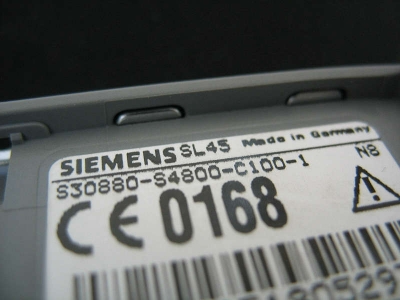 SIEMENS SL45 Made in Germany
S30880-S4800-C100-1 N8
CE 0168